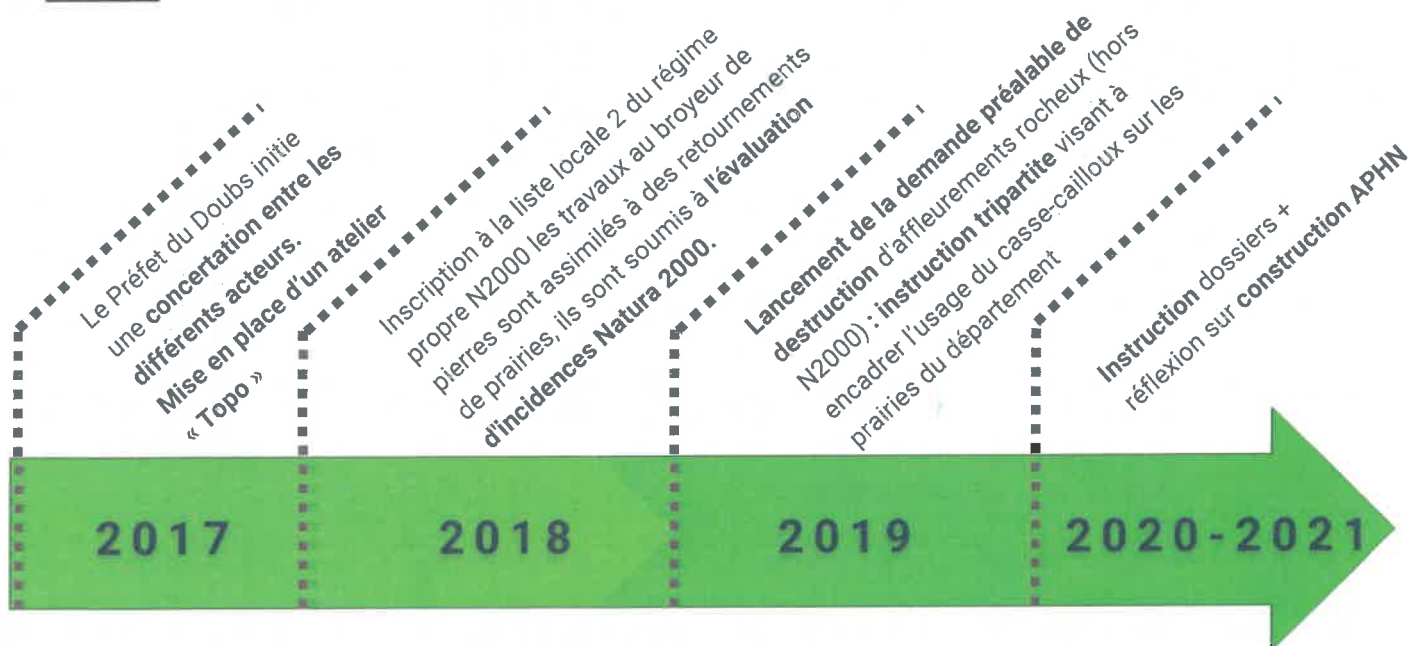 Le Préfet du Doubs initie
une concertation entre les
différents acteurs.
Mise en place d'un atelier
« Topo »
Inscription à la liste locale 2 du régime
propre N2000 les travaux au broyeur de
pierres sont assimilés à des retournements
de prairies, ils sont soumis à l'évaluation
d'incidences Natura 2000.
Lancement de la demande préalable de
destruction d'affleurements rocheux (hors
N2000) : instruction tripartite visant à
encadrer l'usage du casse-cailloux sur les
prairies du département
Instruction dossiers +
réflexion sur construction APHN
2017
2018
2019
2020-2021